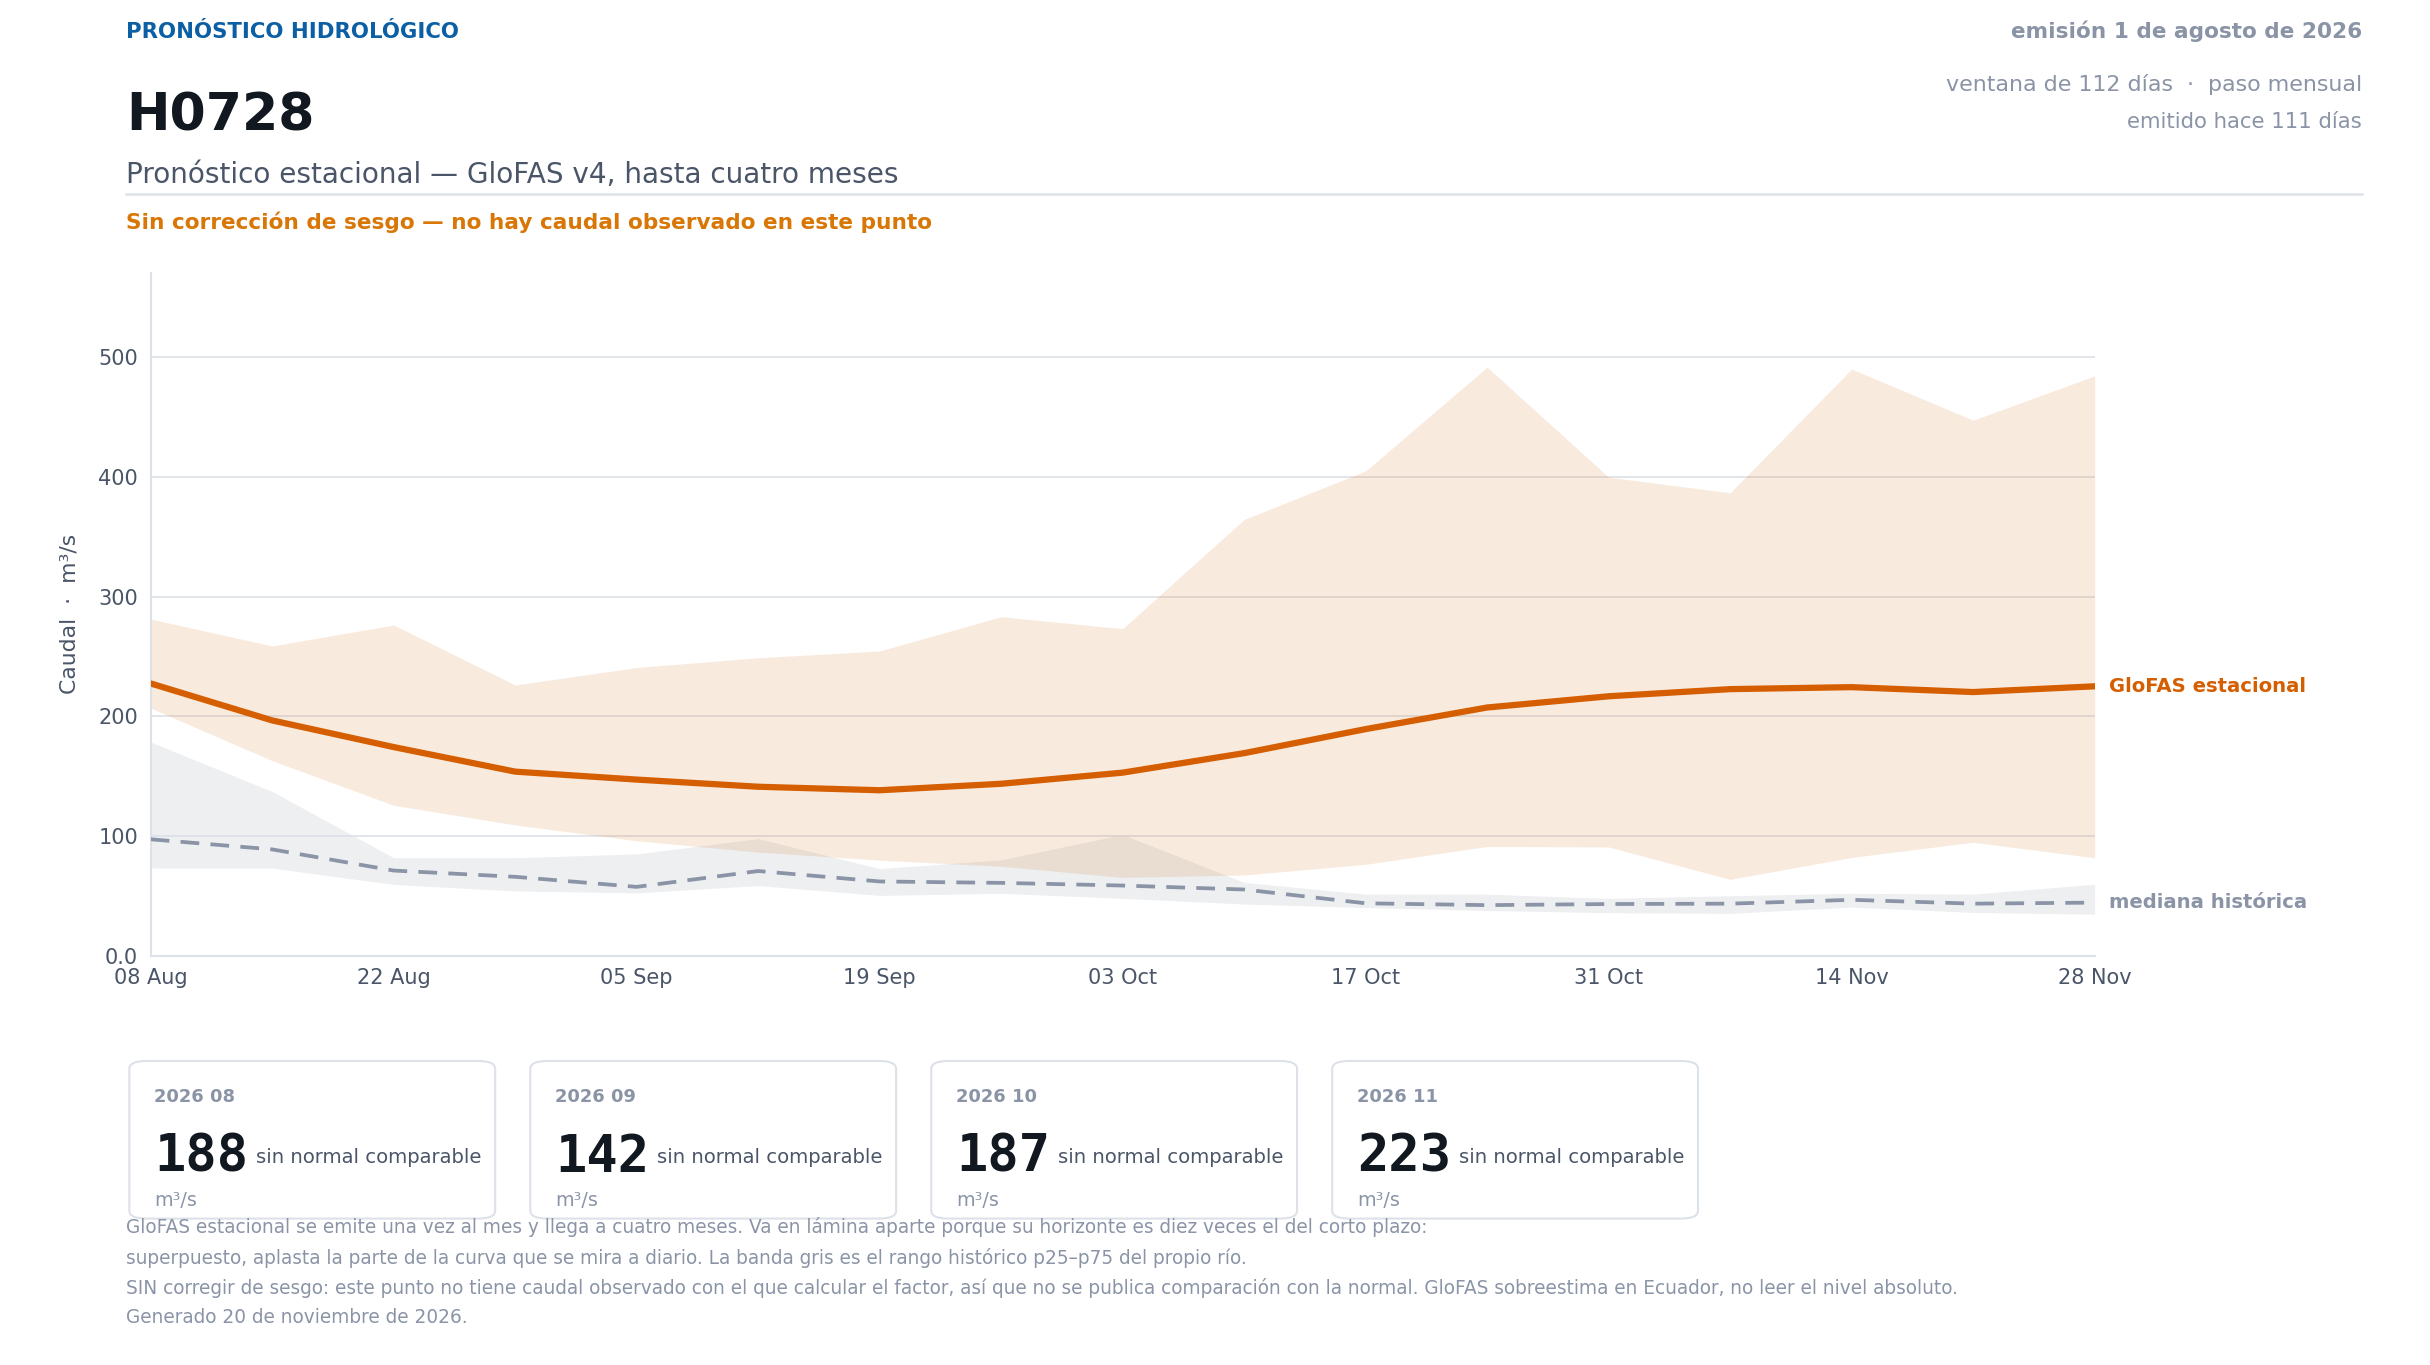 PRONÓSTICO HIDROLÓGICO
emisión 1 de agosto de 2026
ventana de 112 días · paso mensual
H0728
emitido hace 111 días
Pronóstico estacional — GloFAS v4, hasta cuatro meses
Sin corrección de sesgo — no hay caudal observado en este punto
Caudal · m³/s
500
400
300
200
100
0.0
GloFAS estacional
mediana histórica
08 Aug
22 Aug
05 Sep
19 Sep
03 Oct
17 Oct
31 Oct
14 Nov
28 Nov
2026 08
188 sin normal comparable
m³/s
2026 09
142 sin normal comparable
m³/s
2026 10
187 sin normal comparable
m³/s
2026 11
223 sin normal comparable
m³/s
GloFAS estacional se emite una vez al mes y llega a cuatro meses. Va en lámina aparte porque su horizonte es diez veces el del corto plazo:
superpuesto, aplasta la parte de la curva que se mira a diario. La banda gris es el rango histórico p25–p75 del propio río.
SIN corregir de sesgo: este punto no tiene caudal observado con el que calcular el factor, así que no se publica comparación con la normal. GloFAS sobreestima en Ecuador, no leer el nivel absoluto.
Generado 20 de noviembre de 2026.